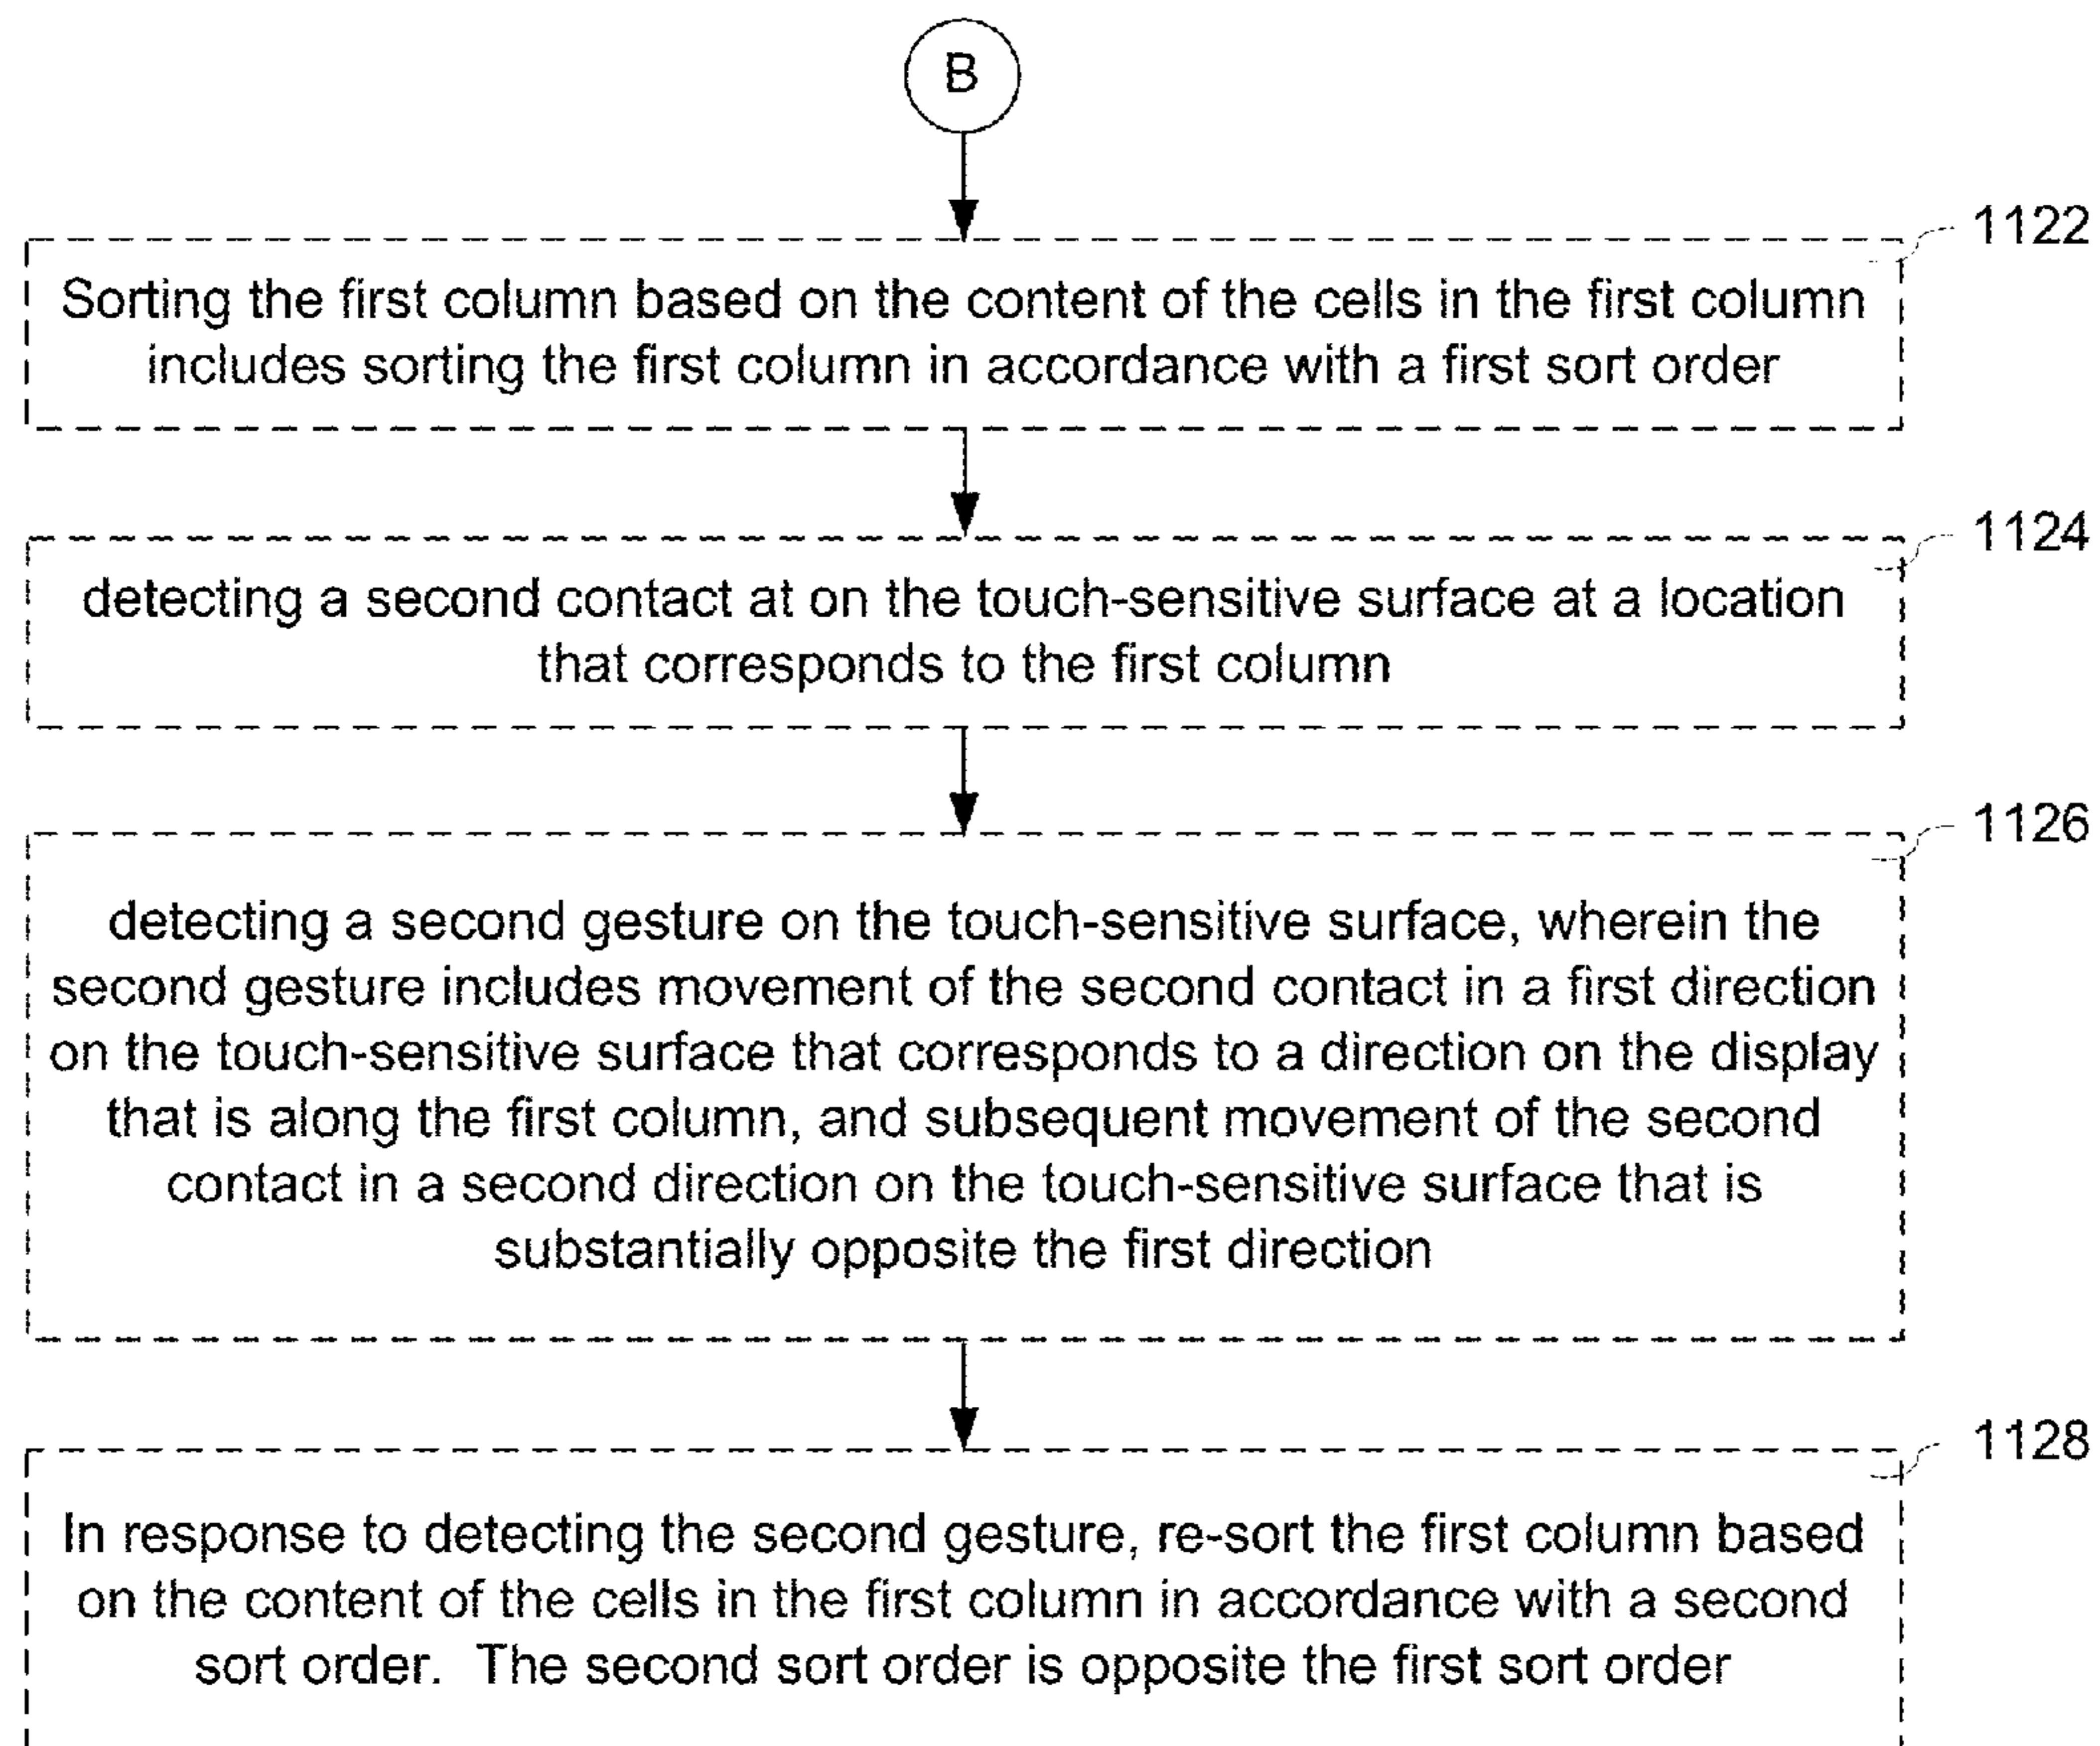 B
1122
Sorting the first column based on the content of the cells in the first column
includes sorting the first column in accordance with a first sort order
1124
detecting a second contact at on the touch-sensitive surface at a location
that corresponds to the first column
1126
detecting a second gesture on the touch-sensitive surface, wherein the
second gesture includes movement of the second contact in a first direction
on the touch-sensitive surface that corresponds to a direction on the display
that is along the first column, and subsequent movement of the second
contact in a second direction on the touch-sensitive surface that is
substantially opposite the first direction
1128
In response to detecting the second gesture, re-sort the first column based
on the content of the cells in the first column in accordance with a second
sort order.  The second sort order is opposite the first sort order